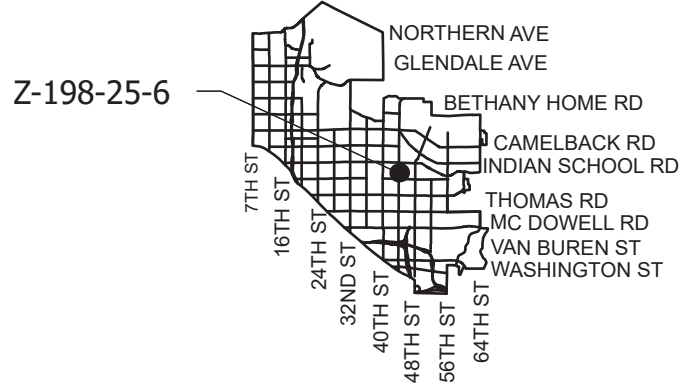 NORTHERN AVE
GLENDALE AVE
Z-198-25-6
BETHANY HOME RD
CAMELBACK RD
INDIAN SCHOOL RD
THOMAS RD
MC DOWELL RD
VAN BUREN ST
WASHINGTON ST
7TH ST
16TH ST
24TH ST
32ND ST
40TH ST
48TH ST
56TH ST
64TH ST